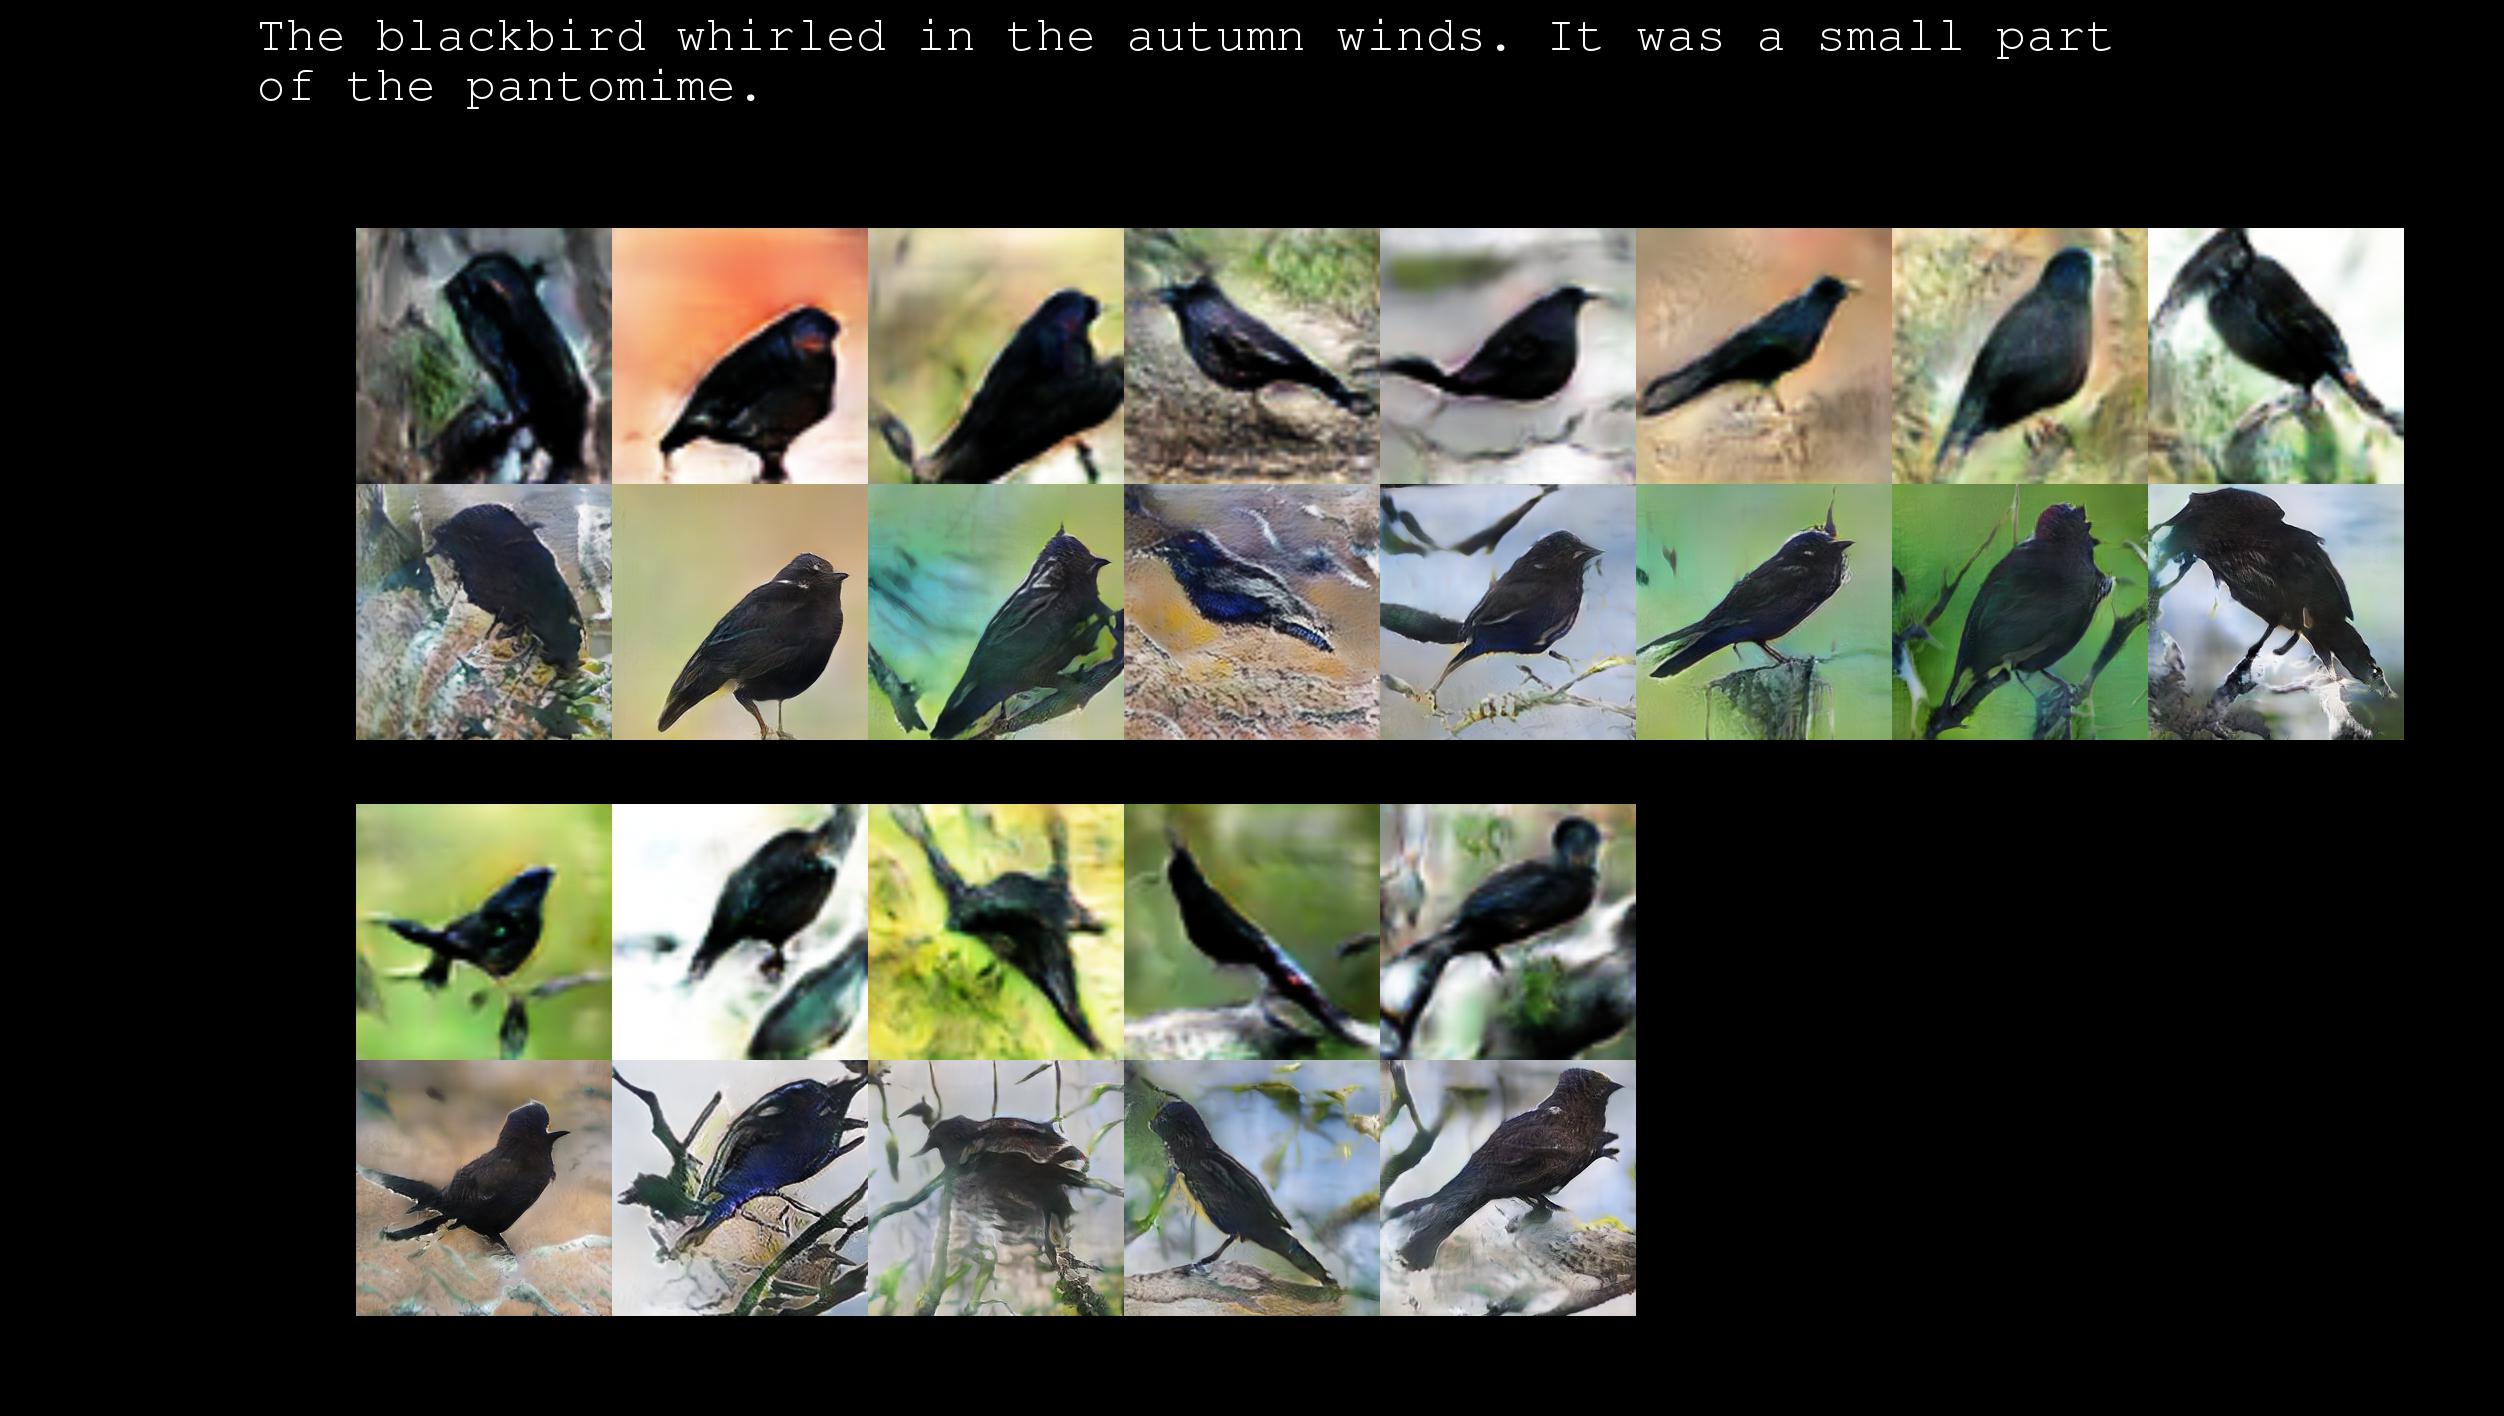 The blackbird whirled in the autumn winds. It was a small part
of the pantomime.